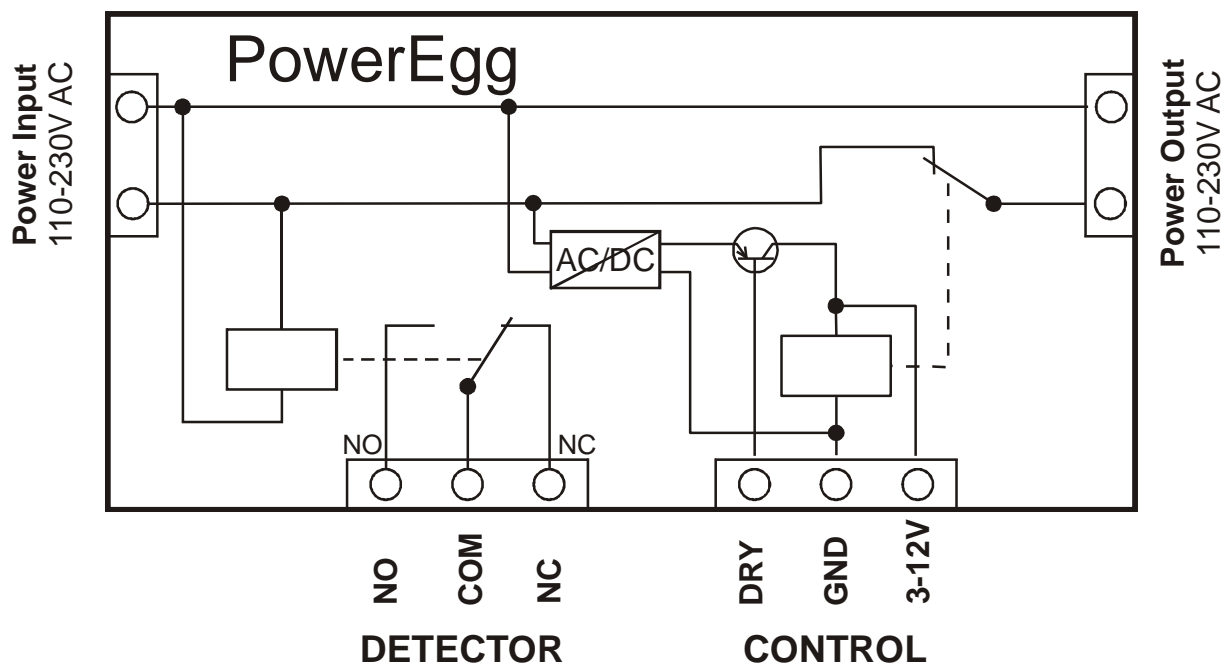 PowerEgg
Power Input
110-230V AC
Power Output
110-230V AC
AC/DC
NO
NC
NO
COM
NC
DRY
GND
3-12V
DETECTOR
CONTROL